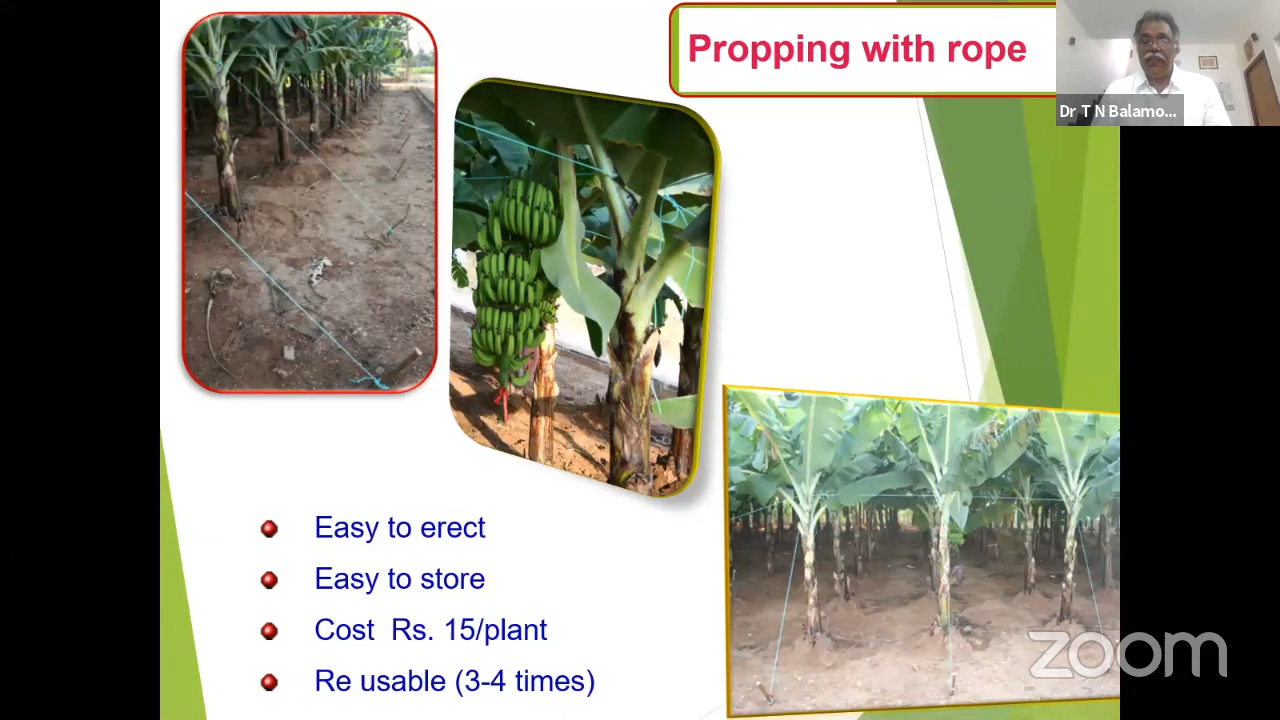 Propping with rope
Dr T N Balamo...
Easy to erect
Easy to store
Cost Rs. 15/plant
Re usable (3-4 times)
zoom